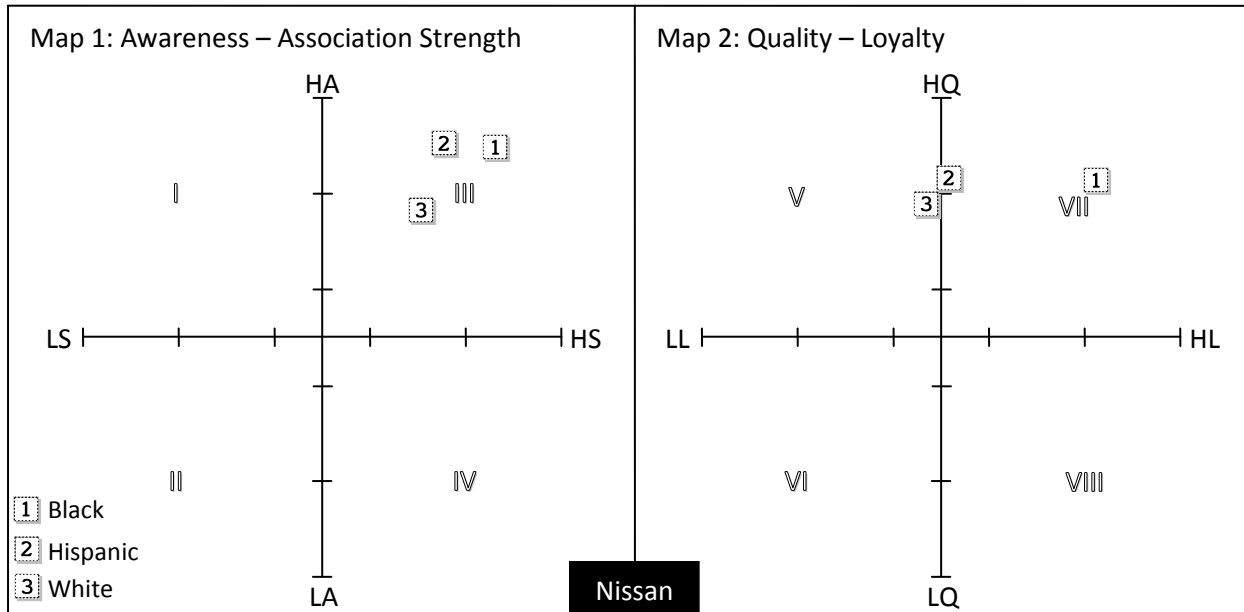 Map 1: Awareness – Association Strength
HA
2
1
I
III
3
LS
HS
II
IV
1 Black
2 Hispanic
3 White
LA
Map 2: Quality – Loyalty
HQ
2
1
V
3
VII
LL
HL
VI
VIII
LQ
Nissan